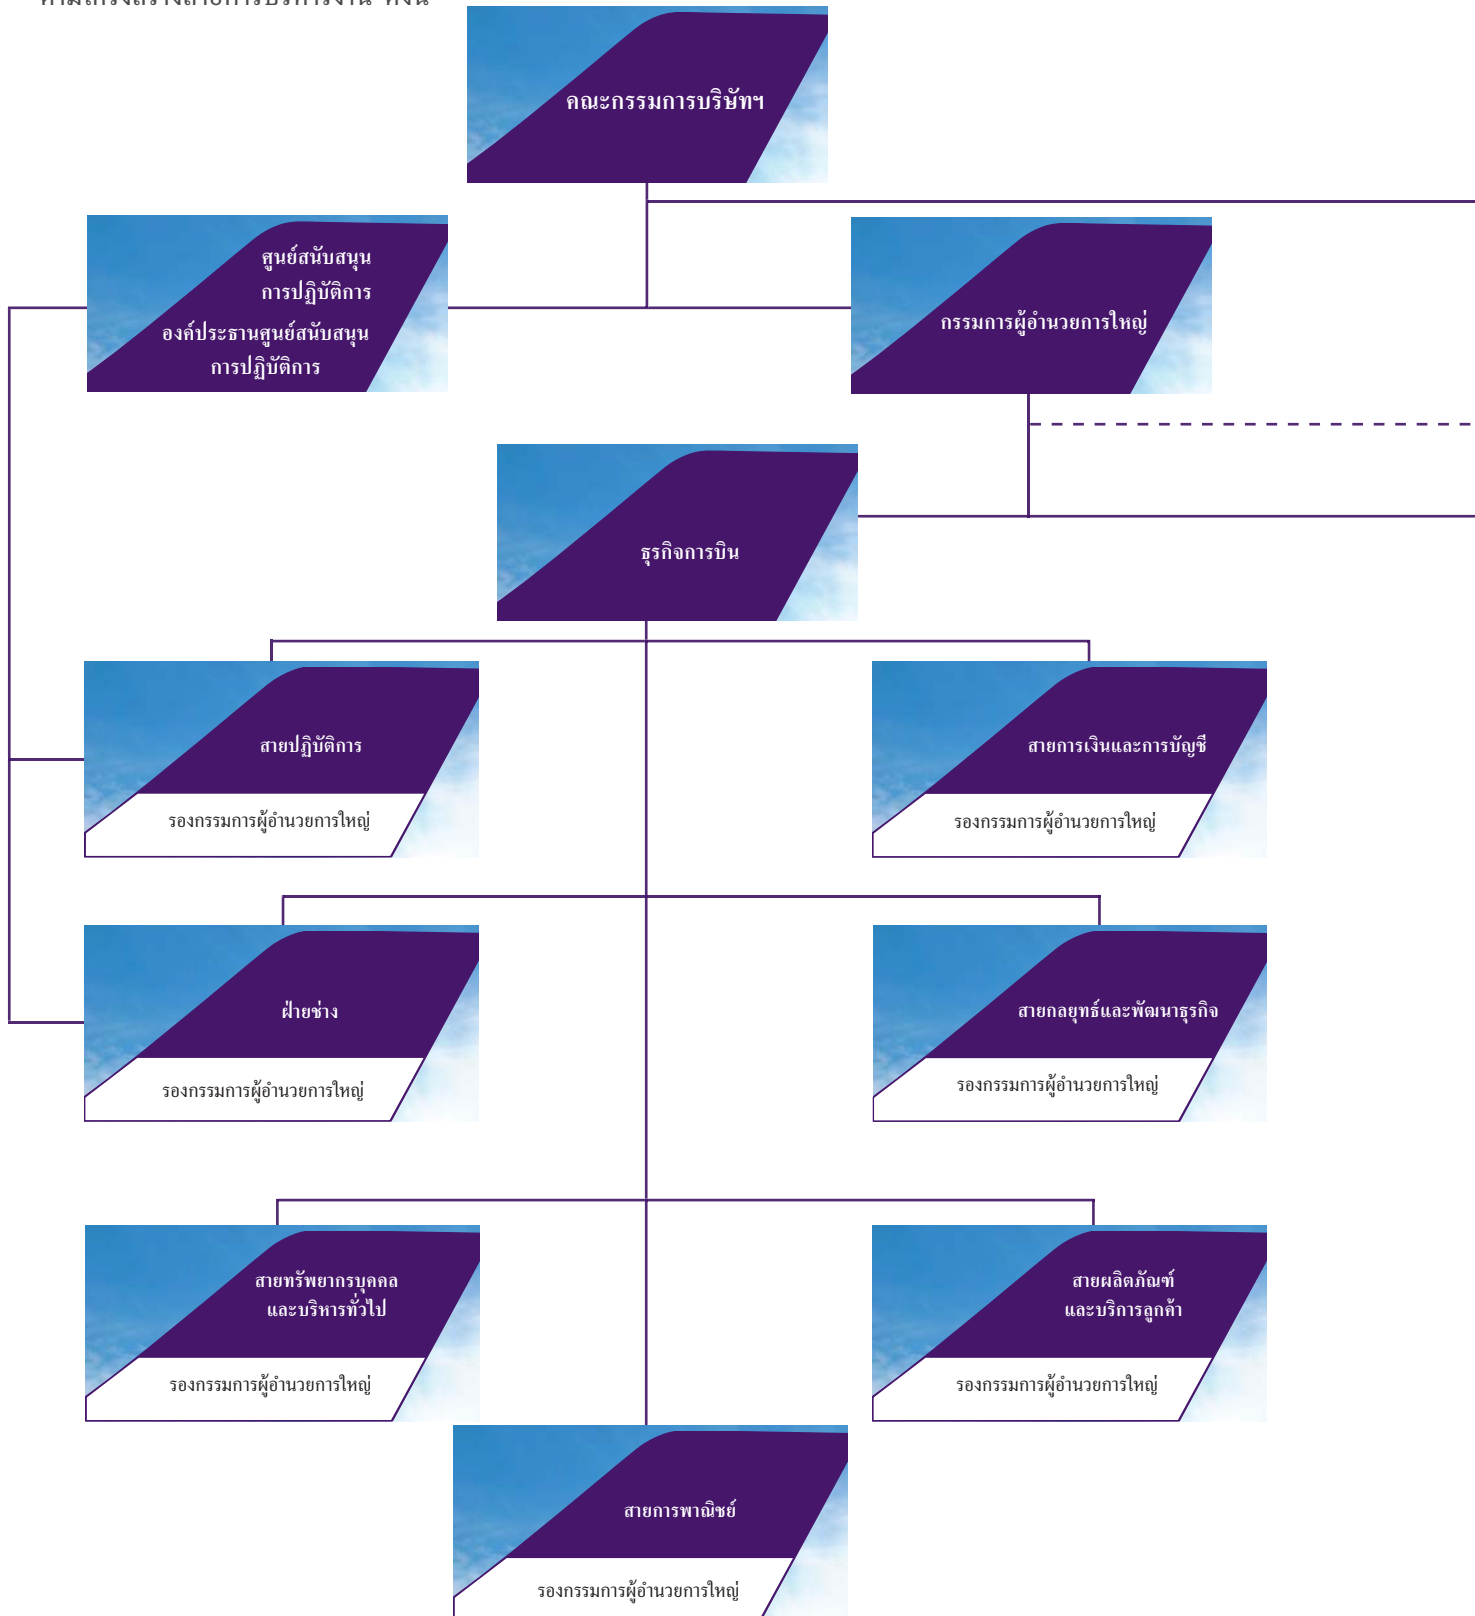 คณะกรรมการบริษัทฯ
ศูนย์สนับสนุน
การปฏิบัติการ
องค์ประธานศูนย์สนับสนุน
การปฏิบัติการ
กรรมการผู้อำนวยการใหญ่
ธุรกิจการบิน
สายปฏิบัติการ
รองกรรมการผู้อำนวยการใหญ่
สายการเงินและการบัญชี
รองกรรมการผู้อำนวยการใหญ่
ฝ่ายช่าง
รองกรรมการผู้อำนวยการใหญ่
สายกลยุทธ์และพัฒนาธุรกิจ
รองกรรมการผู้อำนวยการใหญ่
สายทรัพยากรบุคคล
และบริหารทั่วไป
รองกรรมการผู้อำนวยการใหญ่
สายผลิตภัณฑ์
และบริการลูกค้า
รองกรรมการผู้อำนวยการใหญ่
สายการพาณิชย์
รองกรรมการผู้อำนวยการใหญ่